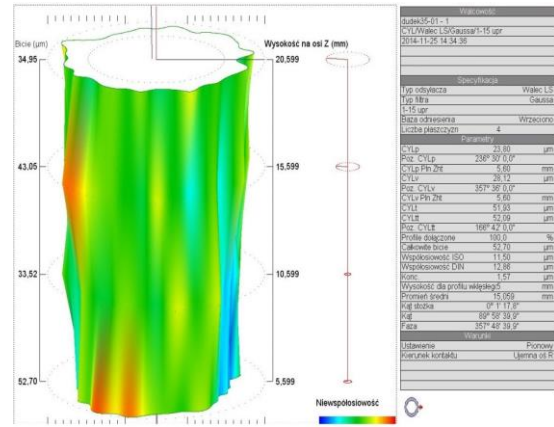 Bicie (µm)
Wysokość na osi Z (mm)
34,95
20,599
43,05
15,599
33,52
10,599
52,70
5,599
Niewspółosiowość
Walcowość
dudek35-01 - 1
CYL/Walec LS/Gaussa/1-15 upr
2014-11-25 14:34:36
Specyfikacja
Typ odsyłacza Walec LS
Typ filtra Gaussa
1-15 upr
Baza odniesienia Wrzeciono
Liczba płaszczyzn 4
Parametry
CYLp 23,80 µm
Poz. CYLp 236° 30' 0,0"
CYLp Pln Zht 5,60 mm
CYLv 28,12 µm
Poz. CYLv 357° 36' 0,0"
CYLv Pln Zht 5,60 mm
CYLt 51,93 µm
CYLtt 52,09 µm
Poz. CYLtt 166° 42' 0,0"
Profile dołączone 100,0 %
Całkowite bicie 52,70 µm
Współosiowość ISO 11,50 µm
Współosiowość DIN 12,86 µm
Konc. 1,57 µm
Wysokość dla profilu wklęsłego5 mm
Promień średni 15,059 mm
Kąt stożka 0° 1' 17,8"
Kąt 89° 58' 39,9"
Faza 357° 48' 39,9"
Warunki
Ustawienie Pionowy
Kierunek kontaktu Ujemna oś R